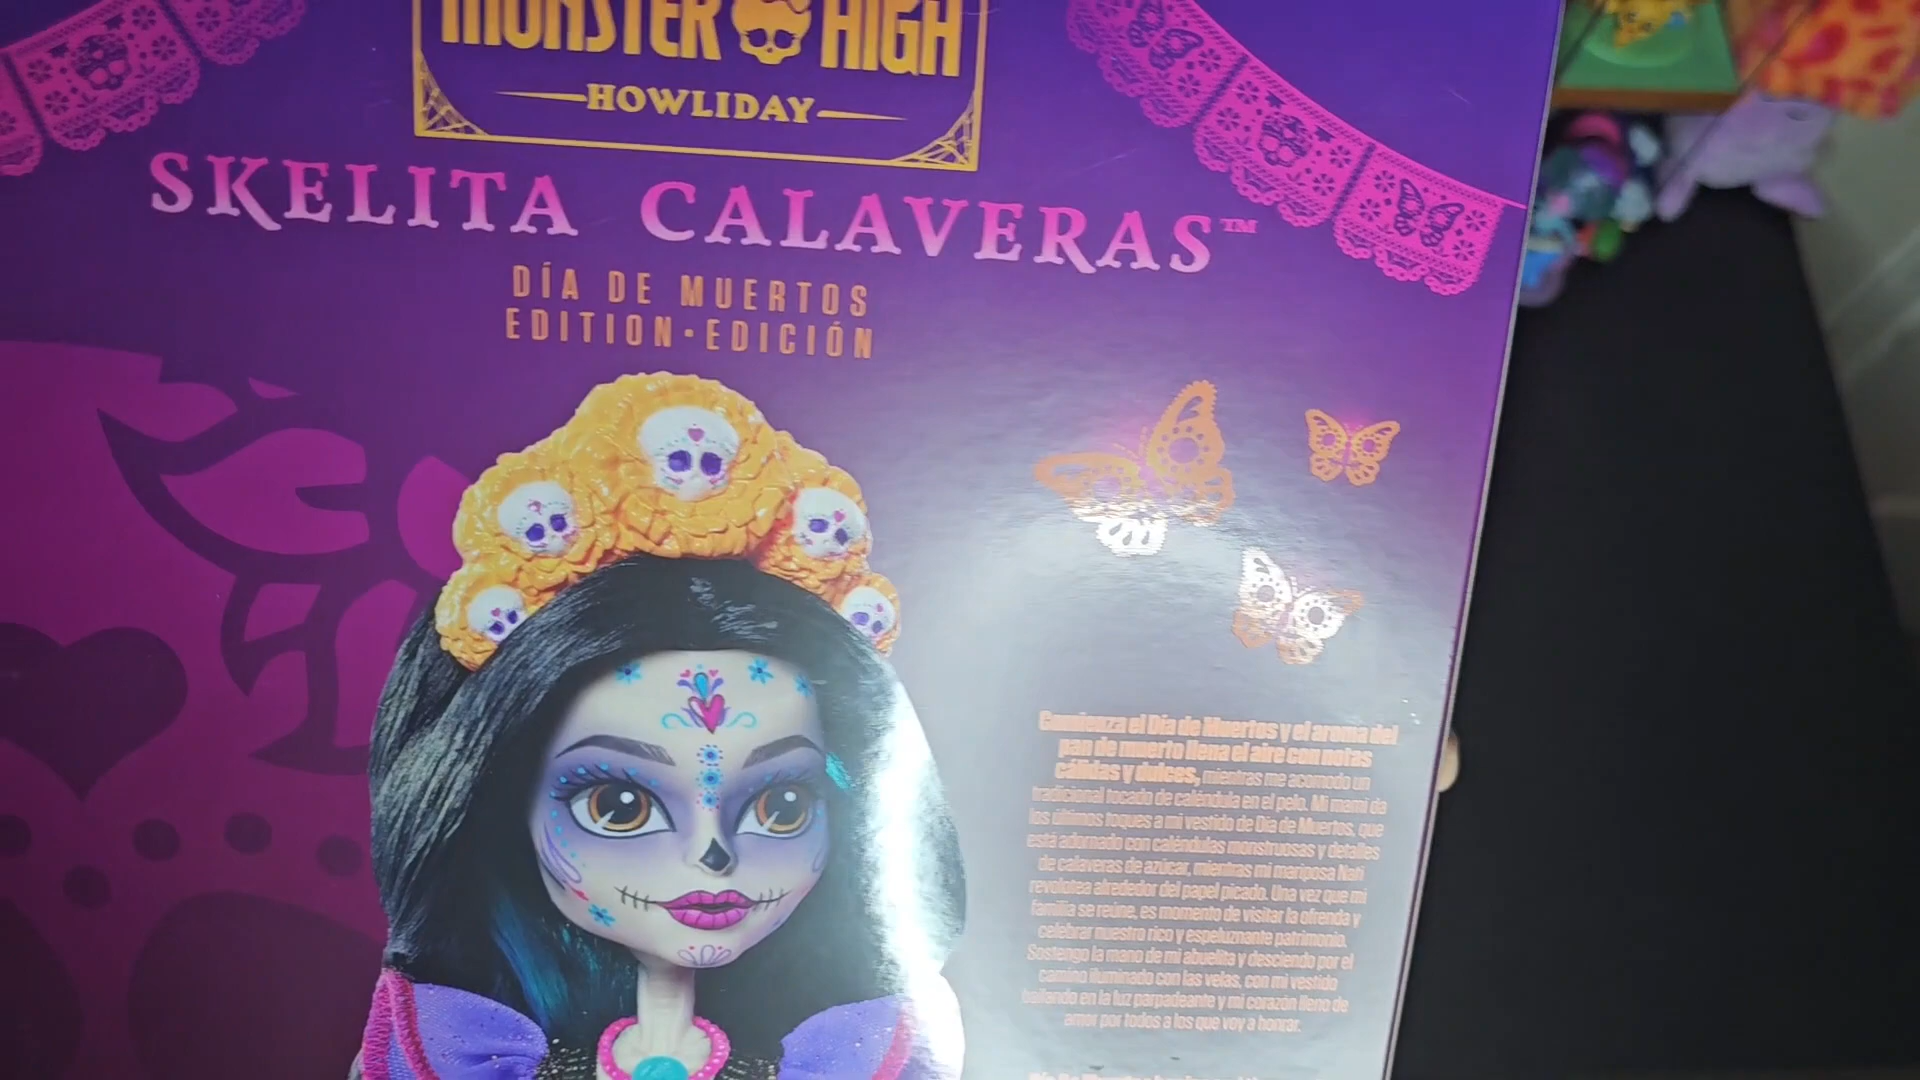 MONSTER HIGH
HOWLIDAY
SKELITA CALAVERAS™
DÍA DE MUERTOS
EDITION·EDICIÓN
Comienza el Día de Muertos y el aroma del
pan de muerto llena el aire con notas
cálidas y dulces, mientras me acomodo un
tradicional tocado de caléndula en el pelo. Mi mami da
los últimos toques a mi vestido de Día de Muertos, que
está adornado con caléndulas monstruosas y detalles
de calaveras de azúcar, mientras mi mariposa Nati
revolotea alrededor del papel picado. Una vez que mi
familia se reúne, es momento de visitar la ofrenda y
celebrar nuestro rico y espeluznante patrimonio.
Sostengo la mano de mi abuelita y desciendo por el
camino iluminado con las velas, con mi vestido
bailando en la luz parpadeante y mi corazón lleno de
amor por todos a los que voy a honrar.